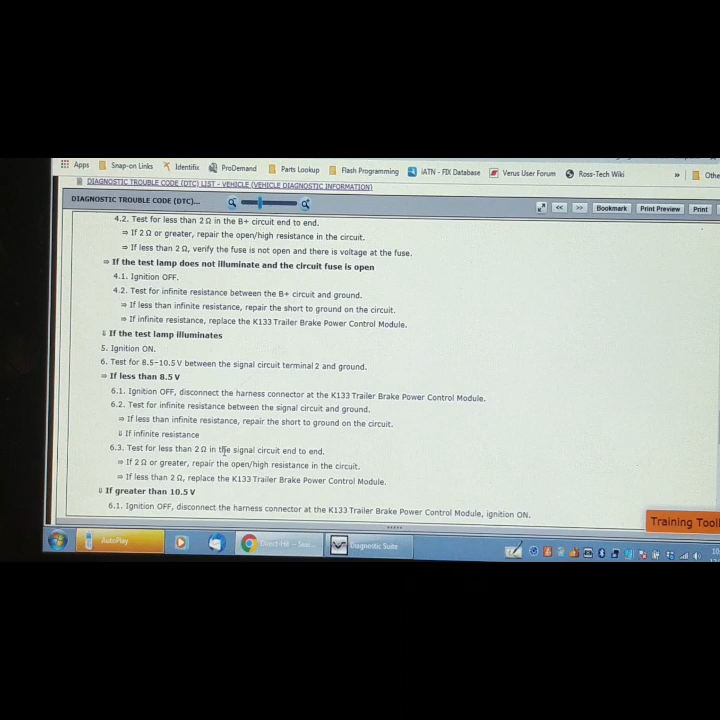 Apps Snap-on Links Identifix ProDemand Parts Lookup Flash Programming iATN - FIX Database Verus User Forum Ross-Tech Wiki » Othe
DIAGNOSTIC TROUBLE CODE (DTC) LIST - VEHICLE (VEHICLE DIAGNOSTIC INFORMATION)
DIAGNOSTIC TROUBLE CODE (DTC)... << >> Bookmark Print Preview Print
4.2. Test for less than 2 Ω in the B+ circuit end to end.
⇒ If 2 Ω or greater, repair the open/high resistance in the circuit.
⇒ If less than 2 Ω, verify the fuse is not open and there is voltage at the fuse.
⇒ If the test lamp does not illuminate and the circuit fuse is open
4.1. Ignition OFF.
4.2. Test for infinite resistance between the B+ circuit and ground.
⇒ If less than infinite resistance, repair the short to ground on the circuit.
⇒ If infinite resistance, replace the K133 Trailer Brake Power Control Module.
⇓ If the test lamp illuminates
5. Ignition ON.
6. Test for 8.5–10.5 V between the signal circuit terminal 2 and ground.
⇒ If less than 8.5 V
6.1. Ignition OFF, disconnect the harness connector at the K133 Trailer Brake Power Control Module.
6.2. Test for infinite resistance between the signal circuit and ground.
⇒ If less than infinite resistance, repair the short to ground on the circuit.
⇓ If infinite resistance
6.3. Test for less than 2 Ω in the signal circuit end to end.
⇒ If 2 Ω or greater, repair the open/high resistance in the circuit.
⇒ If less than 2 Ω, replace the K133 Trailer Brake Power Control Module.
⇓ If greater than 10.5 V
6.1. Ignition OFF, disconnect the harness connector at the K133 Trailer Brake Power Control Module, ignition ON.
Training Tool
AutoPlay Direct-Hit -- Sea... Diagnostic Suite